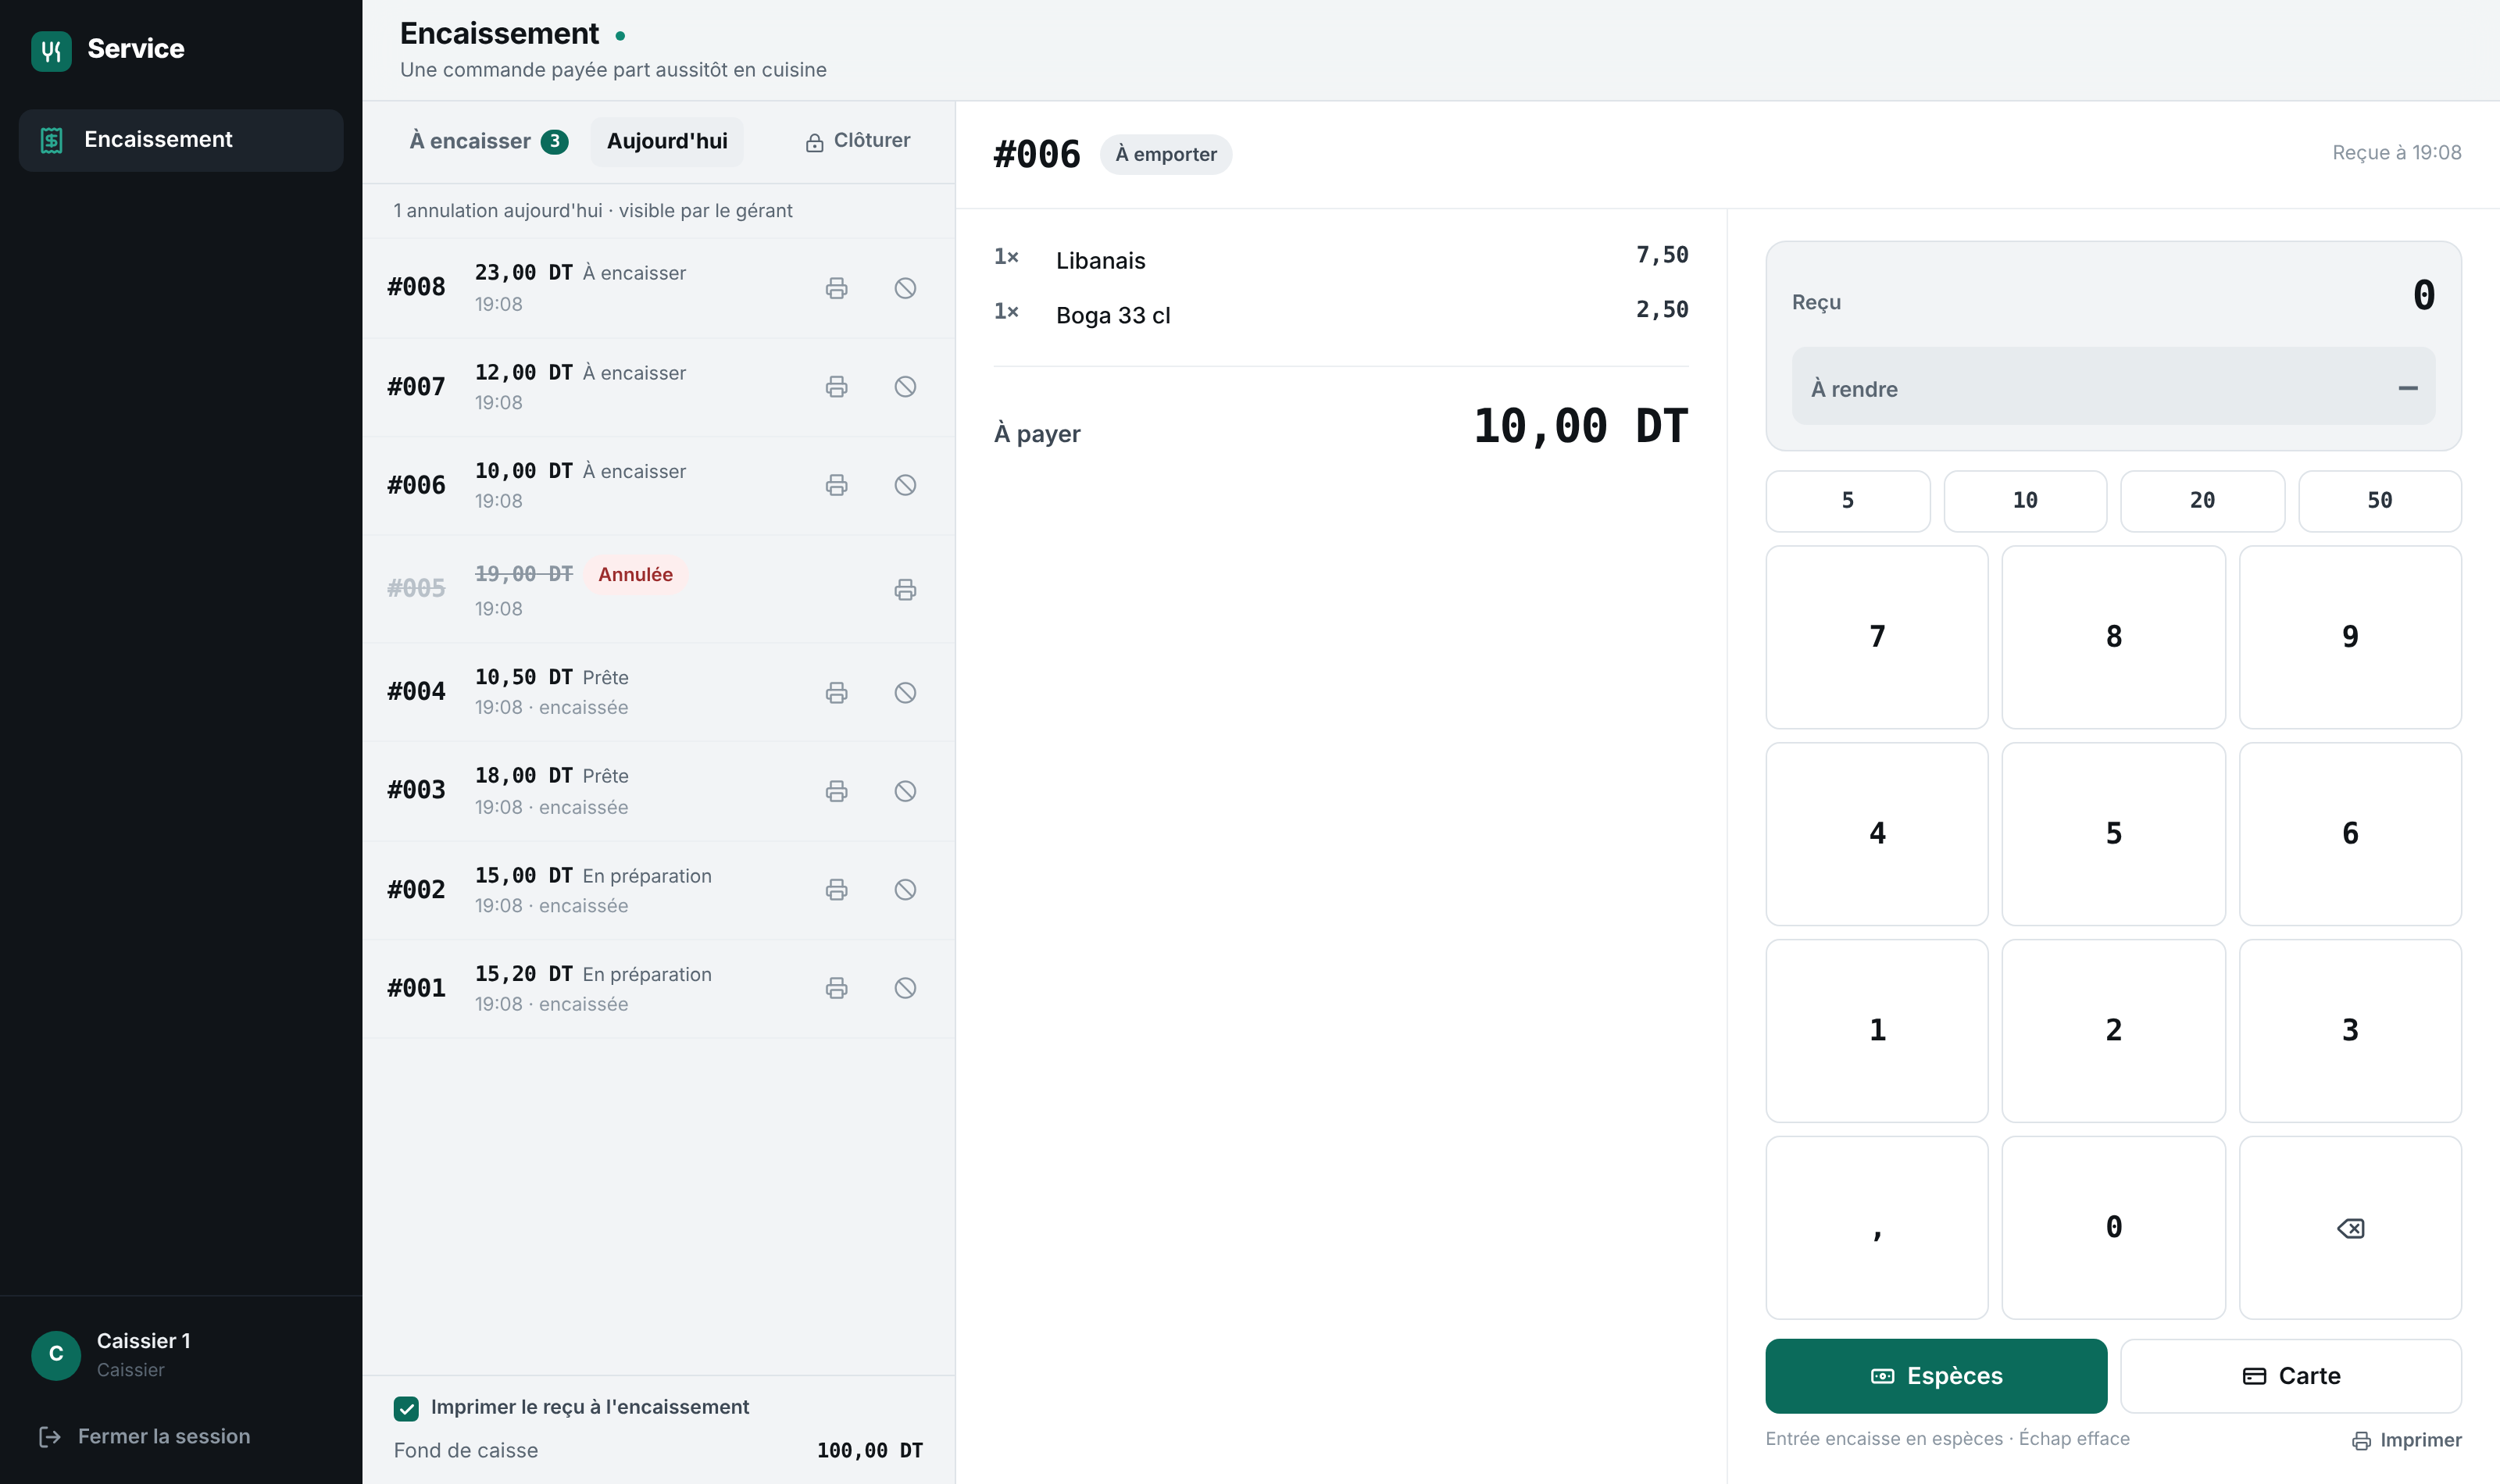 Service
Encaissement
Caissier 1
C
Caissier
Fermer la session
Encaissement
Une commande payée part aussitôt en cuisine
À encaisser 3 Aujourd'hui Clôturer
1 annulation aujourd'hui · visible par le gérant
#008 23,00 DT À encaisser
19:08
#007 12,00 DT À encaisser
19:08
#006 10,00 DT À encaisser
19:08
#005 19,00 DT Annulée
19:08
#004 10,50 DT Prête
19:08 · encaissée
#003 18,00 DT Prête
19:08 · encaissée
#002 15,00 DT En préparation
19:08 · encaissée
#001 15,20 DT En préparation
19:08 · encaissée
Imprimer le reçu à l'encaissement
Fond de caisse 100,00 DT
#006 À emporter Reçue à 19:08
1× Libanais 7,50
1× Boga 33 cl 2,50
À payer 10,00 DT
Reçu 0
À rendre –
5 10 20 50
7 8 9
4 5 6
1 2 3
, 0
Espèces Carte
Entrée encaisse en espèces · Échap efface Imprimer